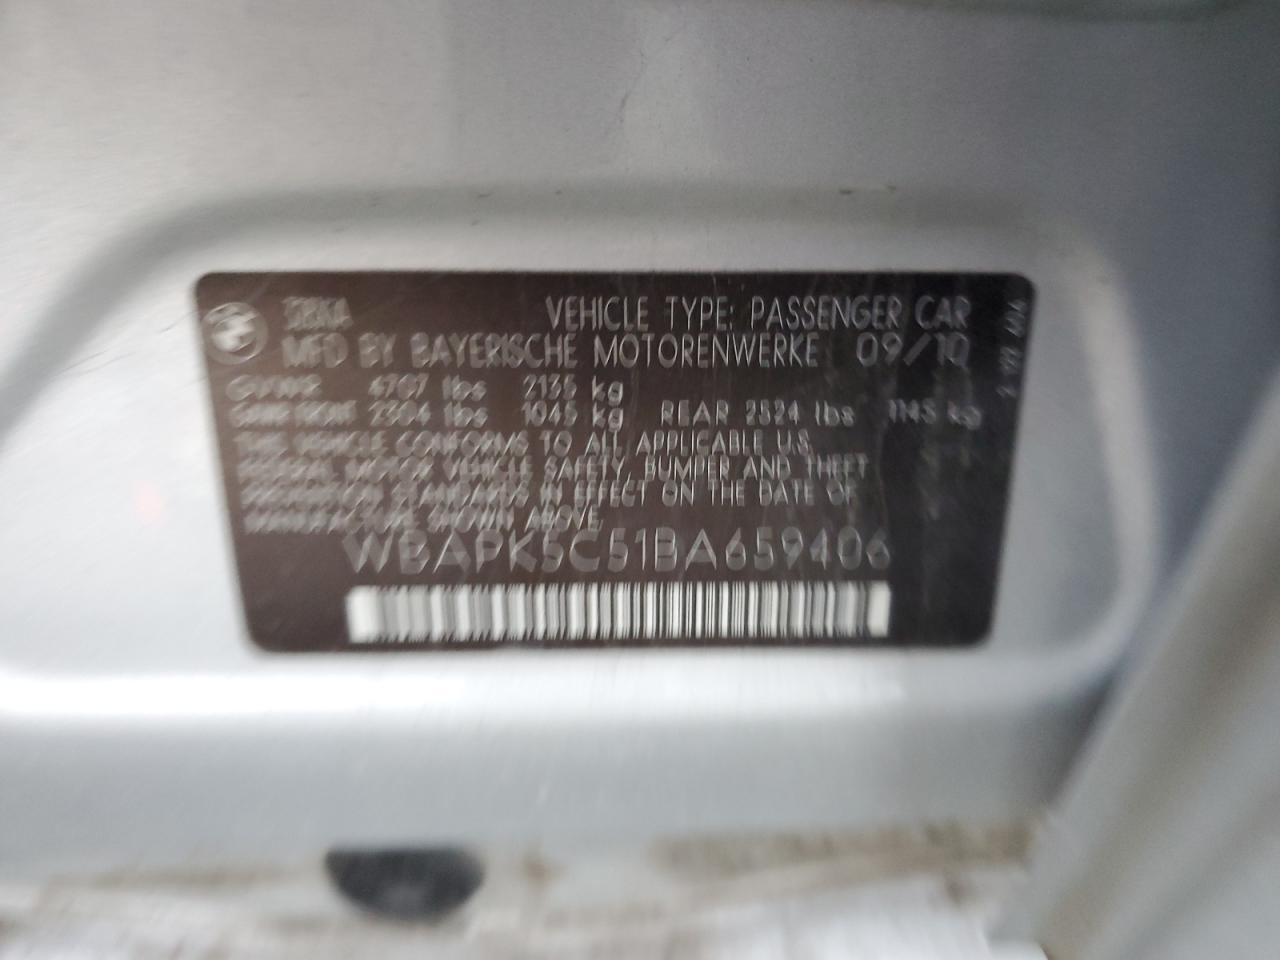 VEHICLE TYPE: PASSENGER CAR
MFD BY BAYERISCHE MOTORENWERKE 09/10
GVWR 4707 lbs 2135 kg
GAWR FRONT 2304 lbs 1045 kg REAR 2524 lbs 1145 kg
THIS VEHICLE CONFORMS TO ALL APPLICABLE U.S.
FEDERAL MOTOR VEHICLE SAFETY, BUMPER AND THEFT
PREVENTION STANDARDS IN EFFECT ON THE DATE OF
MANUFACTURE SHOWN ABOVE.
WBAPK5C51BA659406